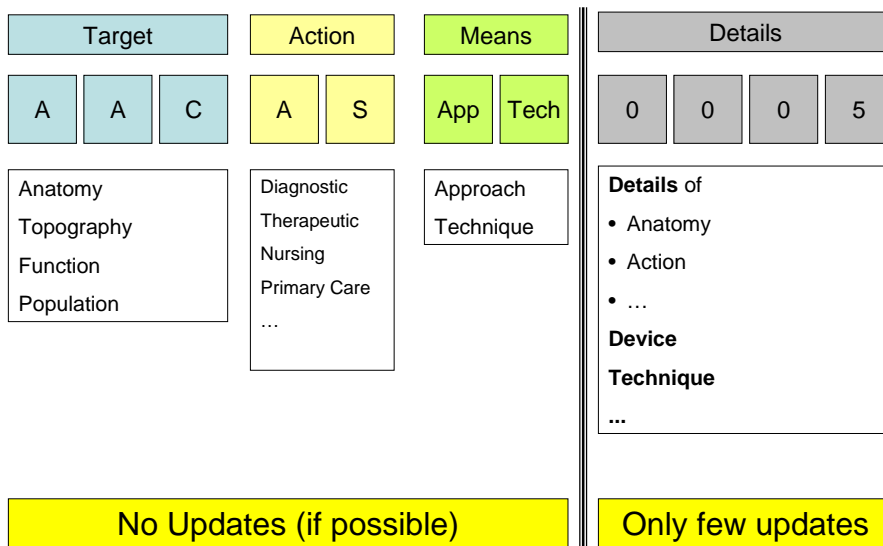 Target
Action
Means
Details
A A C
A S
App Tech
0 0 0 5
Anatomy
Topography
Function
Population
Diagnostic
Therapeutic
Nursing
Primary Care
…
Approach
Technique
Details of
• Anatomy
• Action
• …
Device
Technique
...
No Updates (if possible)
Only few updates